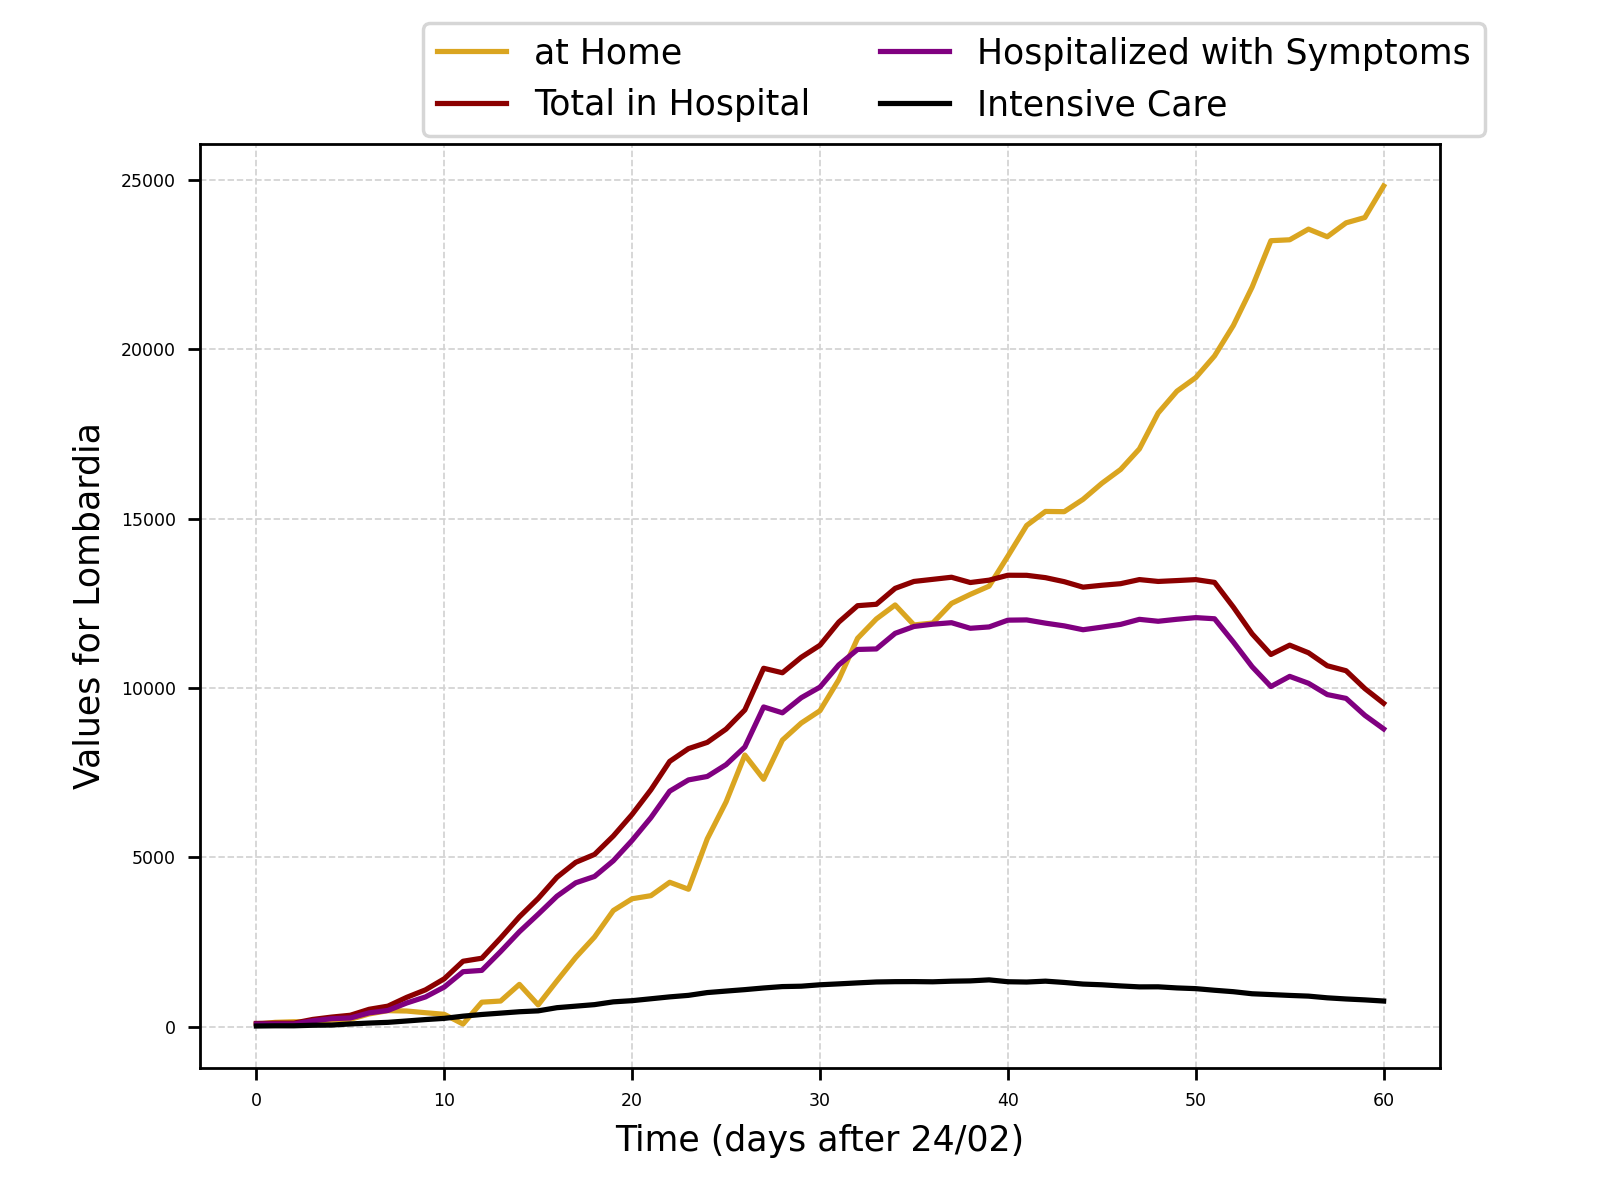 at Home
Total in Hospital
Hospitalized with Symptoms
Intensive Care
25000
20000
15000
10000
5000
0
Values for Lombardia
0 10 20 30 40 50 60
Time (days after 24/02)